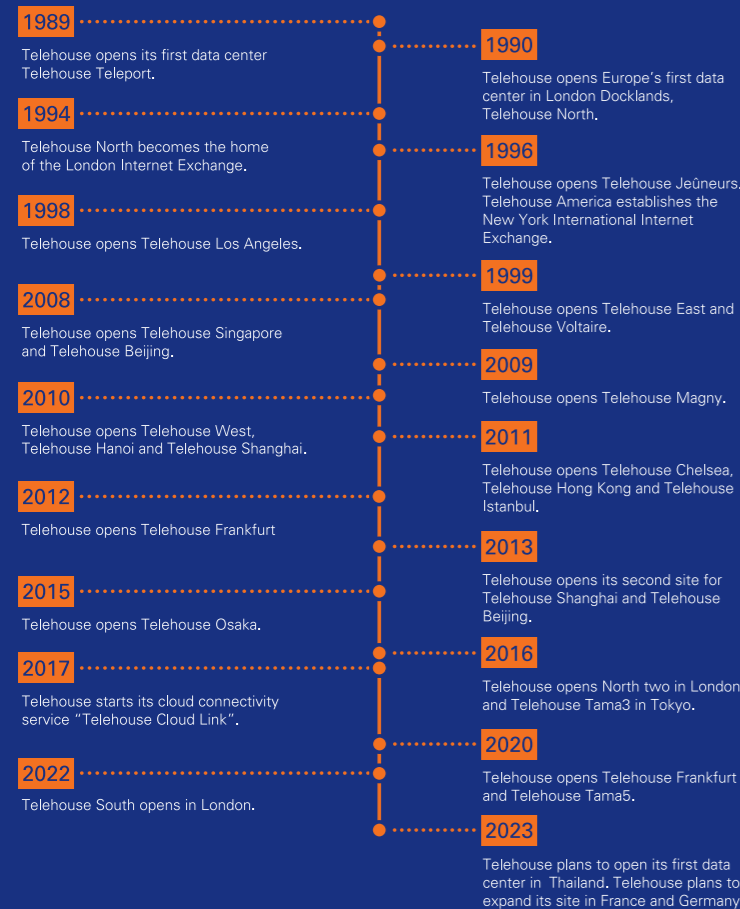 1989
Telehouse opens its first data center
Telehouse Teleport.
1990
Telehouse opens Europe's first data
center in London Docklands,
Telehouse North.
1994
Telehouse North becomes the home
of the London Internet Exchange.
1996
Telehouse opens Telehouse Jeûneurs.
Telehouse America establishes the
New York International Internet
Exchange.
1998
Telehouse opens Telehouse Los Angeles.
1999
Telehouse opens Telehouse East and
Telehouse Voltaire.
2008
Telehouse opens Telehouse Singapore
and Telehouse Beijing.
2009
Telehouse opens Telehouse Magny.
2010
Telehouse opens Telehouse West,
Telehouse Hanoi and Telehouse Shanghai.
2011
Telehouse opens Telehouse Chelsea,
Telehouse Hong Kong and Telehouse
Istanbul.
2012
Telehouse opens Telehouse Frankfurt
2013
Telehouse opens its second site for
Telehouse Shanghai and Telehouse
Beijing.
2015
Telehouse opens Telehouse Osaka.
2016
Telehouse opens North two in London
and Telehouse Tama3 in Tokyo.
2017
Telehouse starts its cloud connectivity
service “Telehouse Cloud Link”.
2020
Telehouse opens Telehouse Frankfurt
and Telehouse Tama5.
2022
Telehouse South opens in London.
2023
Telehouse plans to open its first data
center in Thailand. Telehouse plans to
expand its site in France and Germany